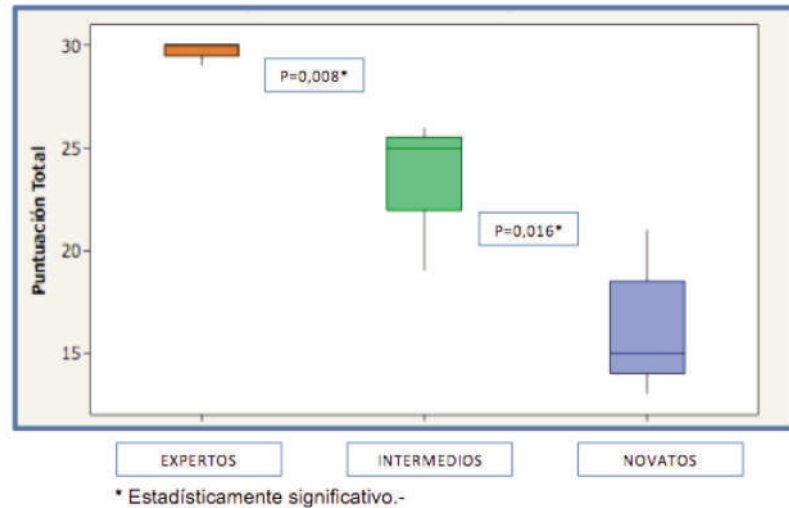 Puntuación Total
30
25
20
15
P=0,008*
P=0,016*
EXPERTOS
INTERMEDIOS
NOVATOS
* Estadísticamente significativo.-